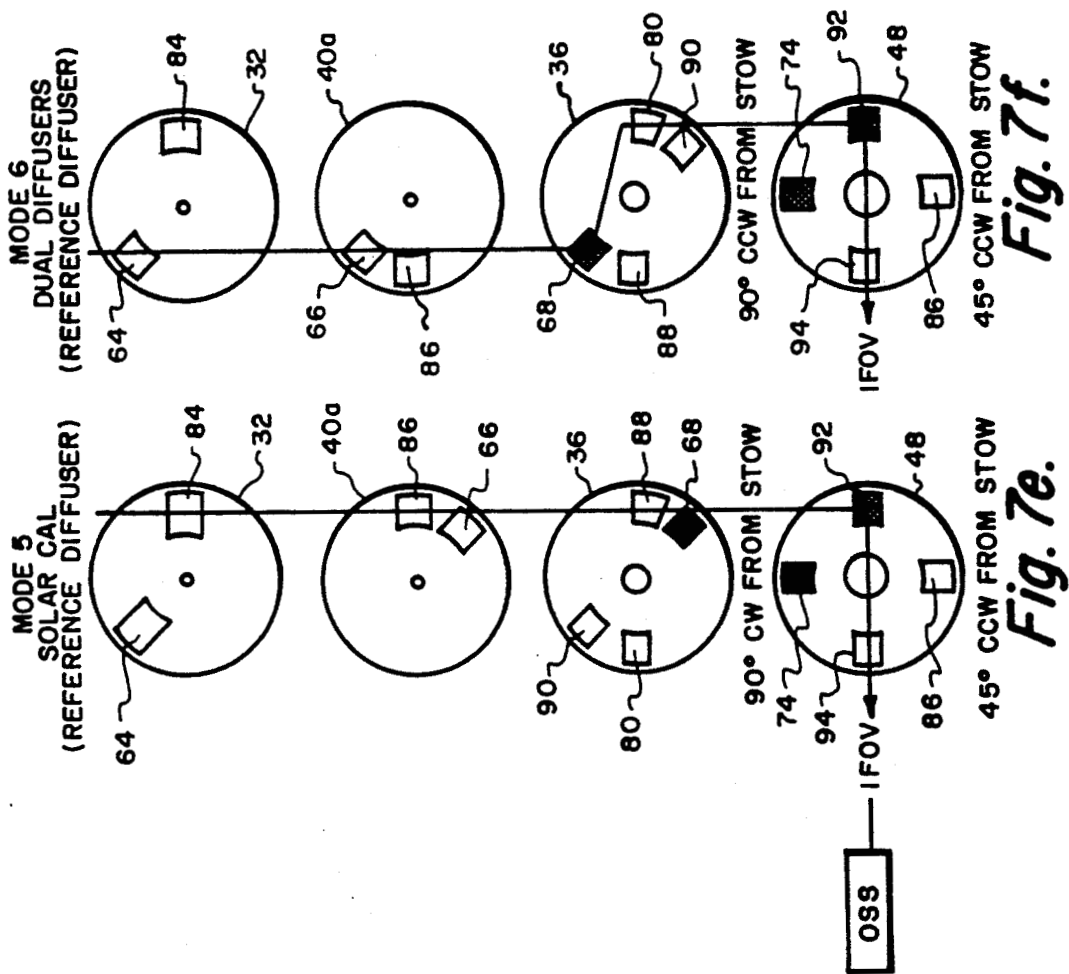 MODE 5
SOLAR CAL
(REFERENCE DIFFUSER)
64
84
32
40a
86
66
36
88
68
90
80
90° CW FROM STOW
74
92
94
48
IFOV
86
45° CCW FROM STOW
Fig. 7e.
OSS
MODE 6
DUAL DIFFUSERS
(REFERENCE DIFFUSER)
64
84
32
40a
66
86
36
80
90
68
88
90° CCW FROM STOW
74
92
94
48
IFOV
86
45° CCW FROM STOW
Fig. 7f.